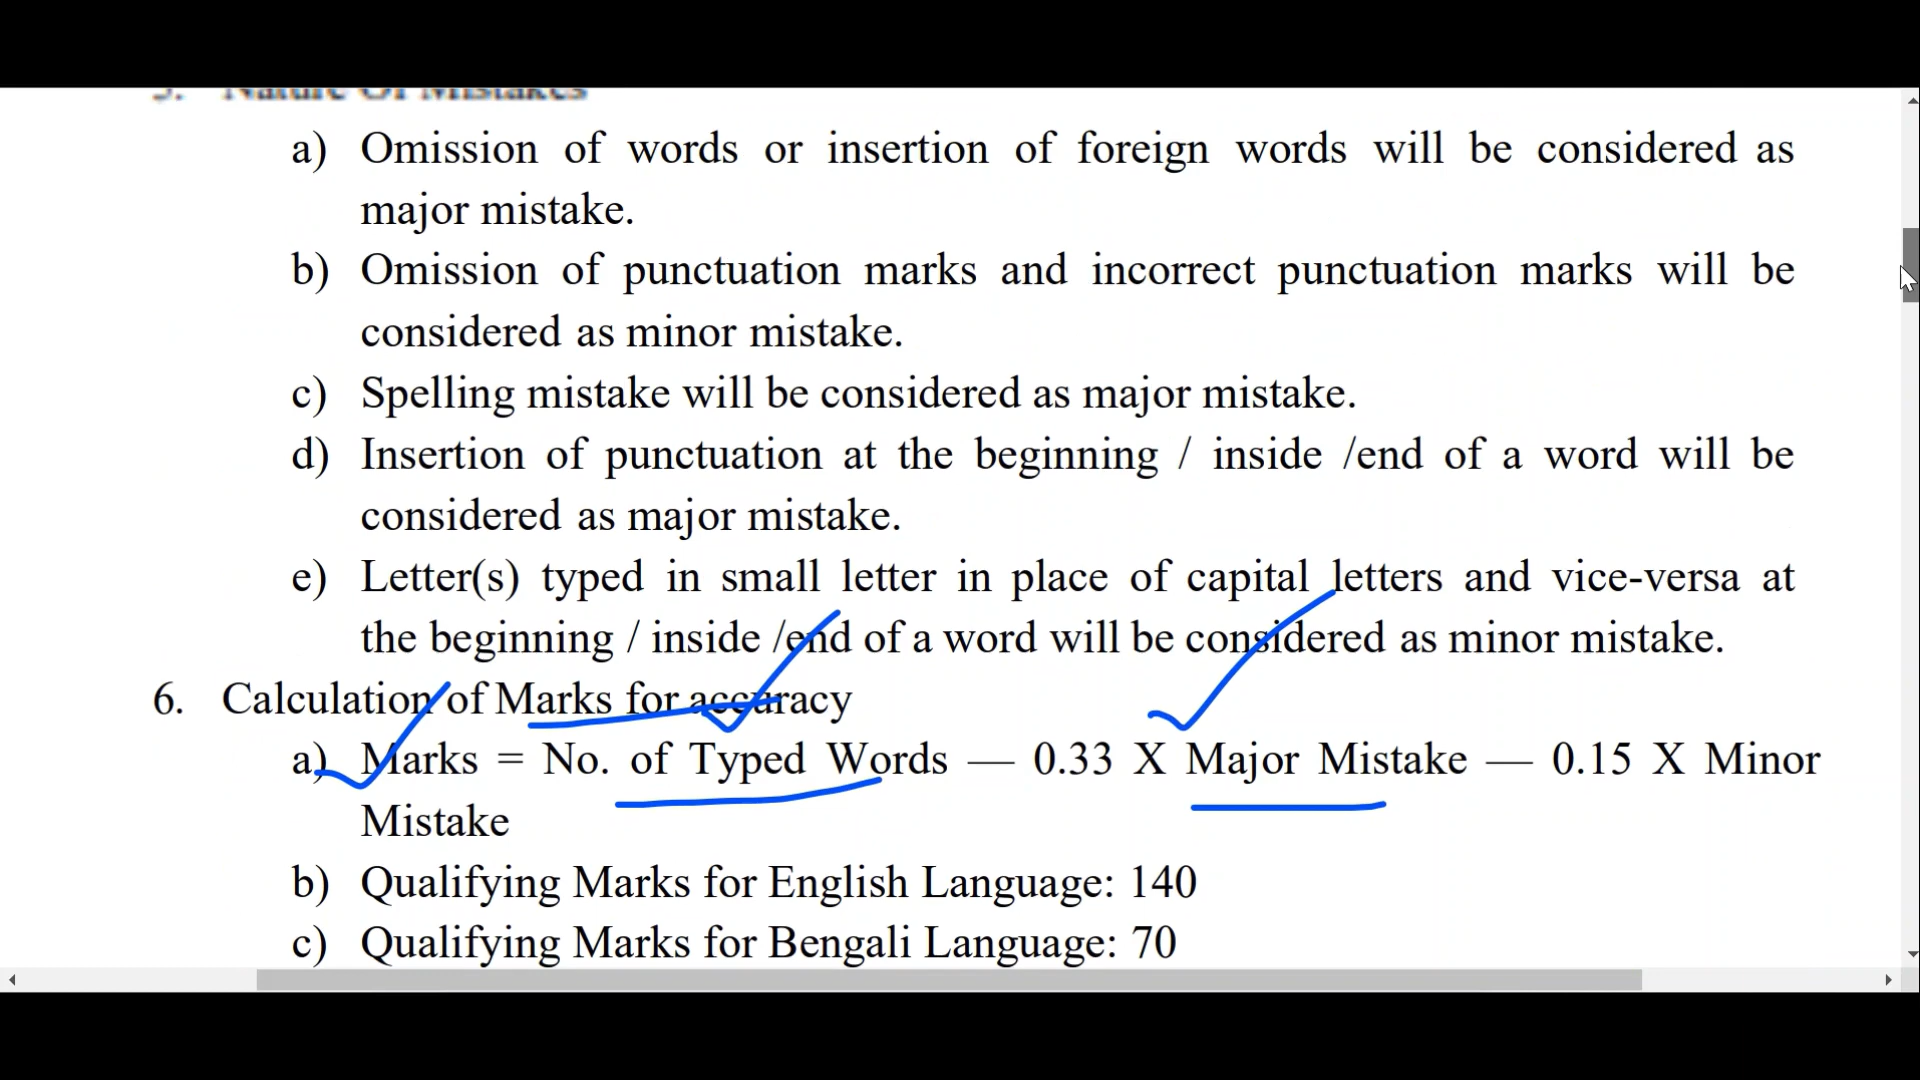 5. Nature Of Mistakes
a) Omission of words or insertion of foreign words will be considered as
major mistake.
b) Omission of punctuation marks and incorrect punctuation marks will be
considered as minor mistake.
c) Spelling mistake will be considered as major mistake.
d) Insertion of punctuation at the beginning / inside /end of a word will be
considered as major mistake.
e) Letter(s) typed in small letter in place of capital letters and vice-versa at
the beginning / inside /end of a word will be considered as minor mistake.
6. Calculation of Marks for accuracy
a) Marks = No. of Typed Words — 0.33 X Major Mistake — 0.15 X Minor
Mistake
b) Qualifying Marks for English Language: 140
c) Qualifying Marks for Bengali Language: 70